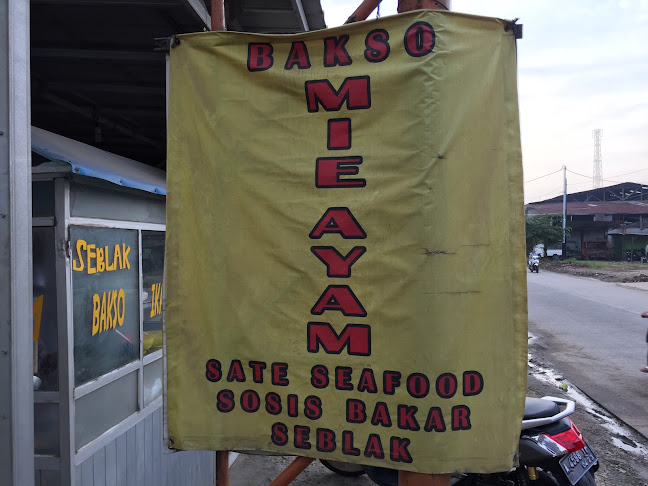 BAKSO
MIE
AYAM
SATE SEAFOOD
SOSIS BAKAR
SEBLAK
SEBLAK
BAKSO